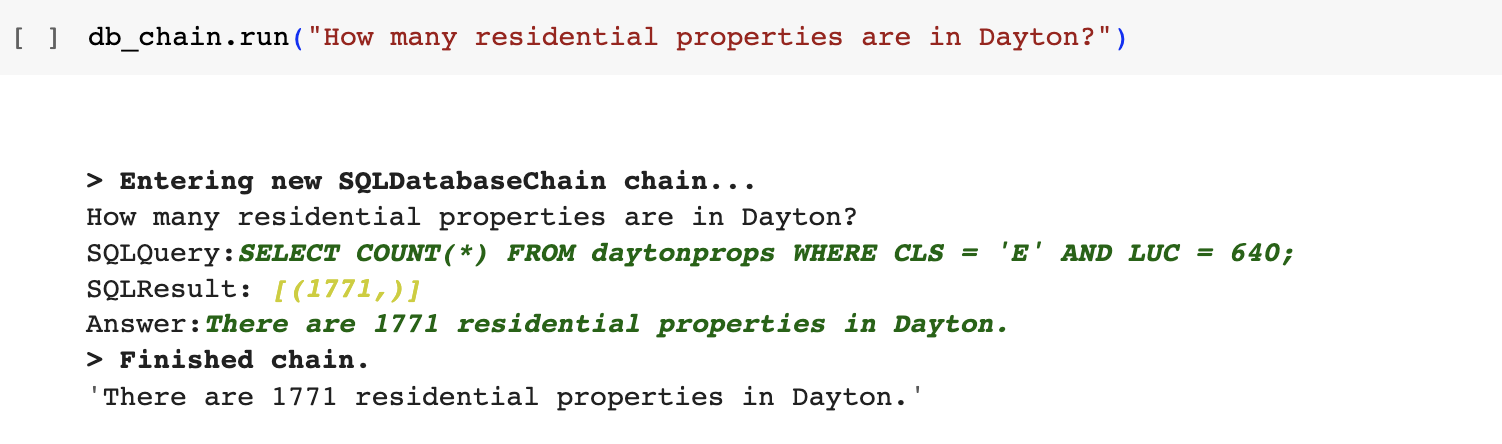 [ ] db_chain.run("How many residential properties are in Dayton?")
> Entering new SQLDatabaseChain chain...
How many residential properties are in Dayton?
SQLQuery:SELECT COUNT(*) FROM daytonprops WHERE CLS = 'E' AND LUC = 640;
SQLResult: [(1771,)]
Answer:There are 1771 residential properties in Dayton.
> Finished chain.
'There are 1771 residential properties in Dayton.'